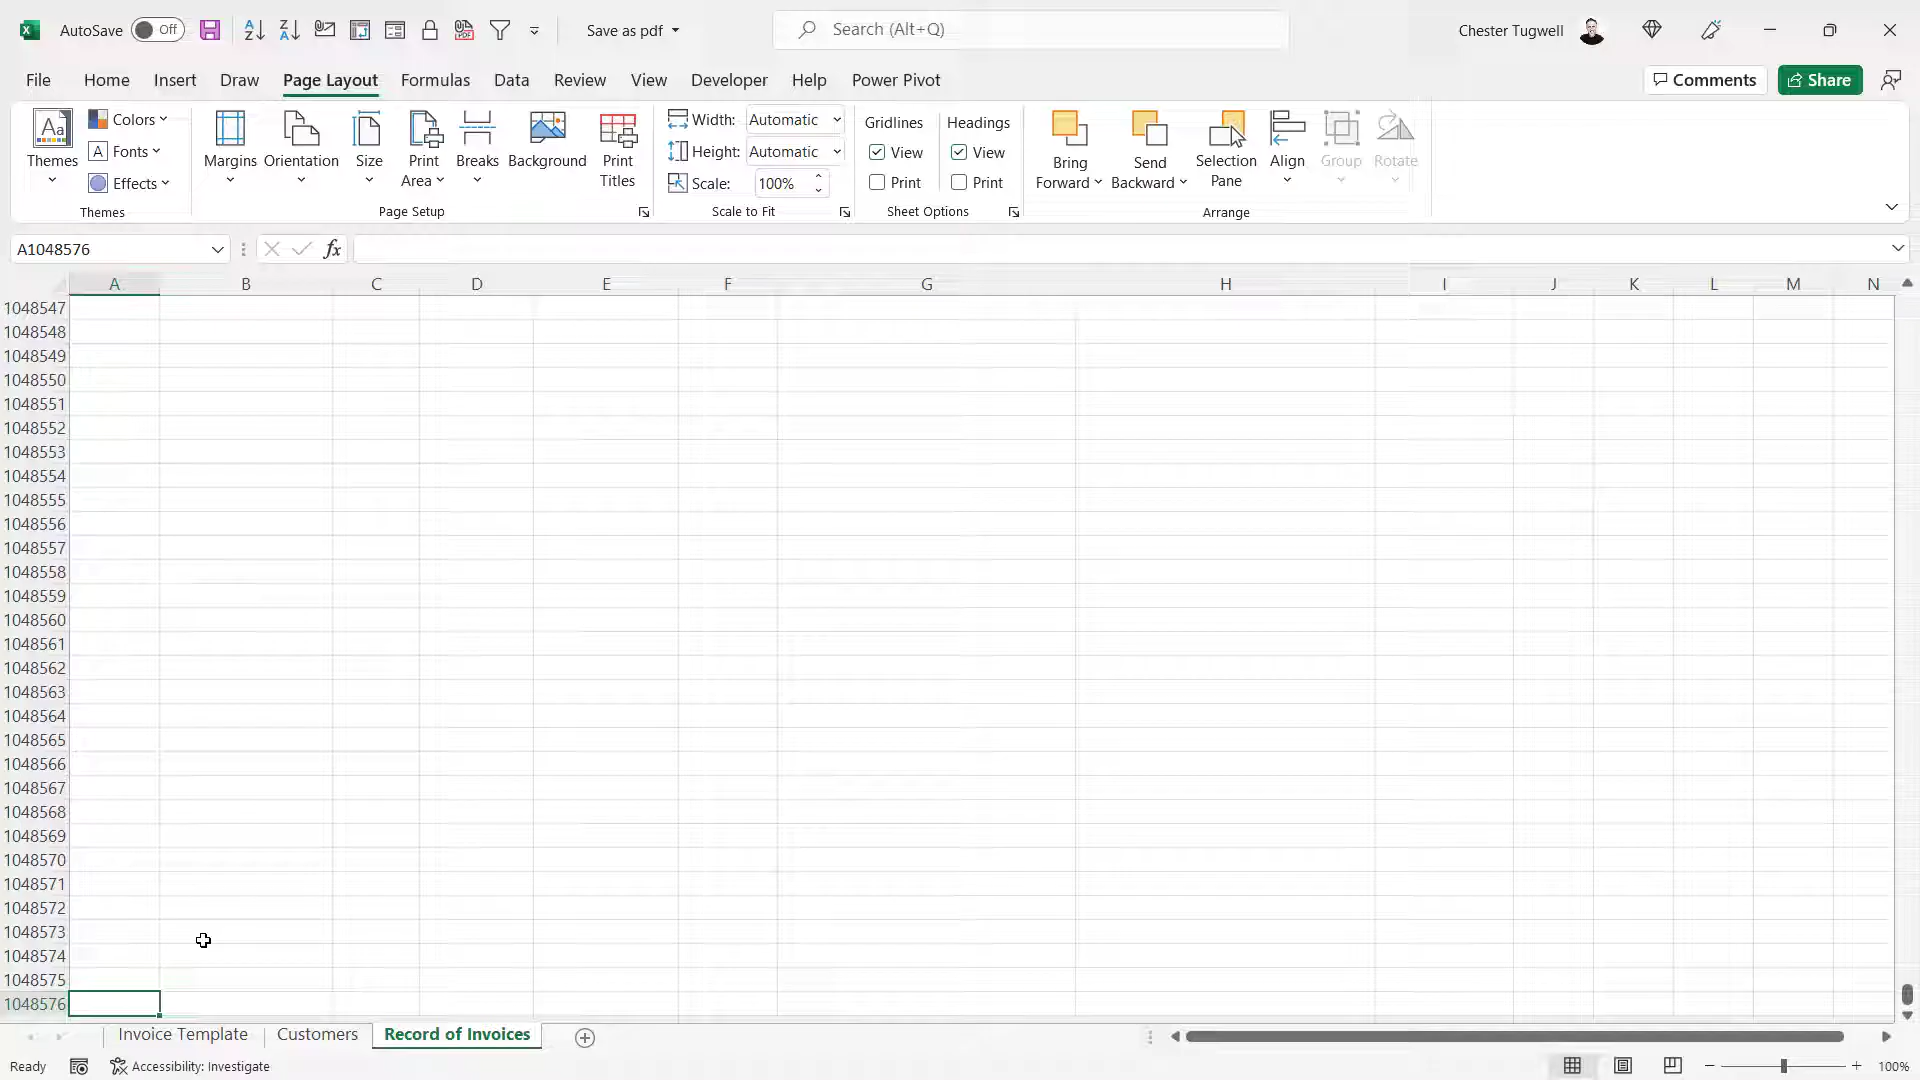 AutoSave Off Save as pdf Search (Alt+Q) Chester Tugwell
File Home Insert Draw Page Layout Formulas Data Review View Developer Help Power Pivot Comments Share
Aa Themes Colors Fonts Effects
Themes
Margins Orientation Size Print Area Breaks Background Print Titles
Page Setup
Width: Automatic
Height: Automatic
Scale: 100%
Scale to Fit
Gridlines Headings
View View
Print Print
Sheet Options
Bring Forward Send Backward Selection Pane Align Group Rotate
Arrange
A1048576 fx
A B C D E F G H I J K L M N
1048547
1048548
1048549
1048550
1048551
1048552
1048553
1048554
1048555
1048556
1048557
1048558
1048559
1048560
1048561
1048562
1048563
1048564
1048565
1048566
1048567
1048568
1048569
1048570
1048571
1048572
1048573
1048574
1048575
1048576
Invoice Template Customers Record of Invoices
Ready Accessibility: Investigate 100%